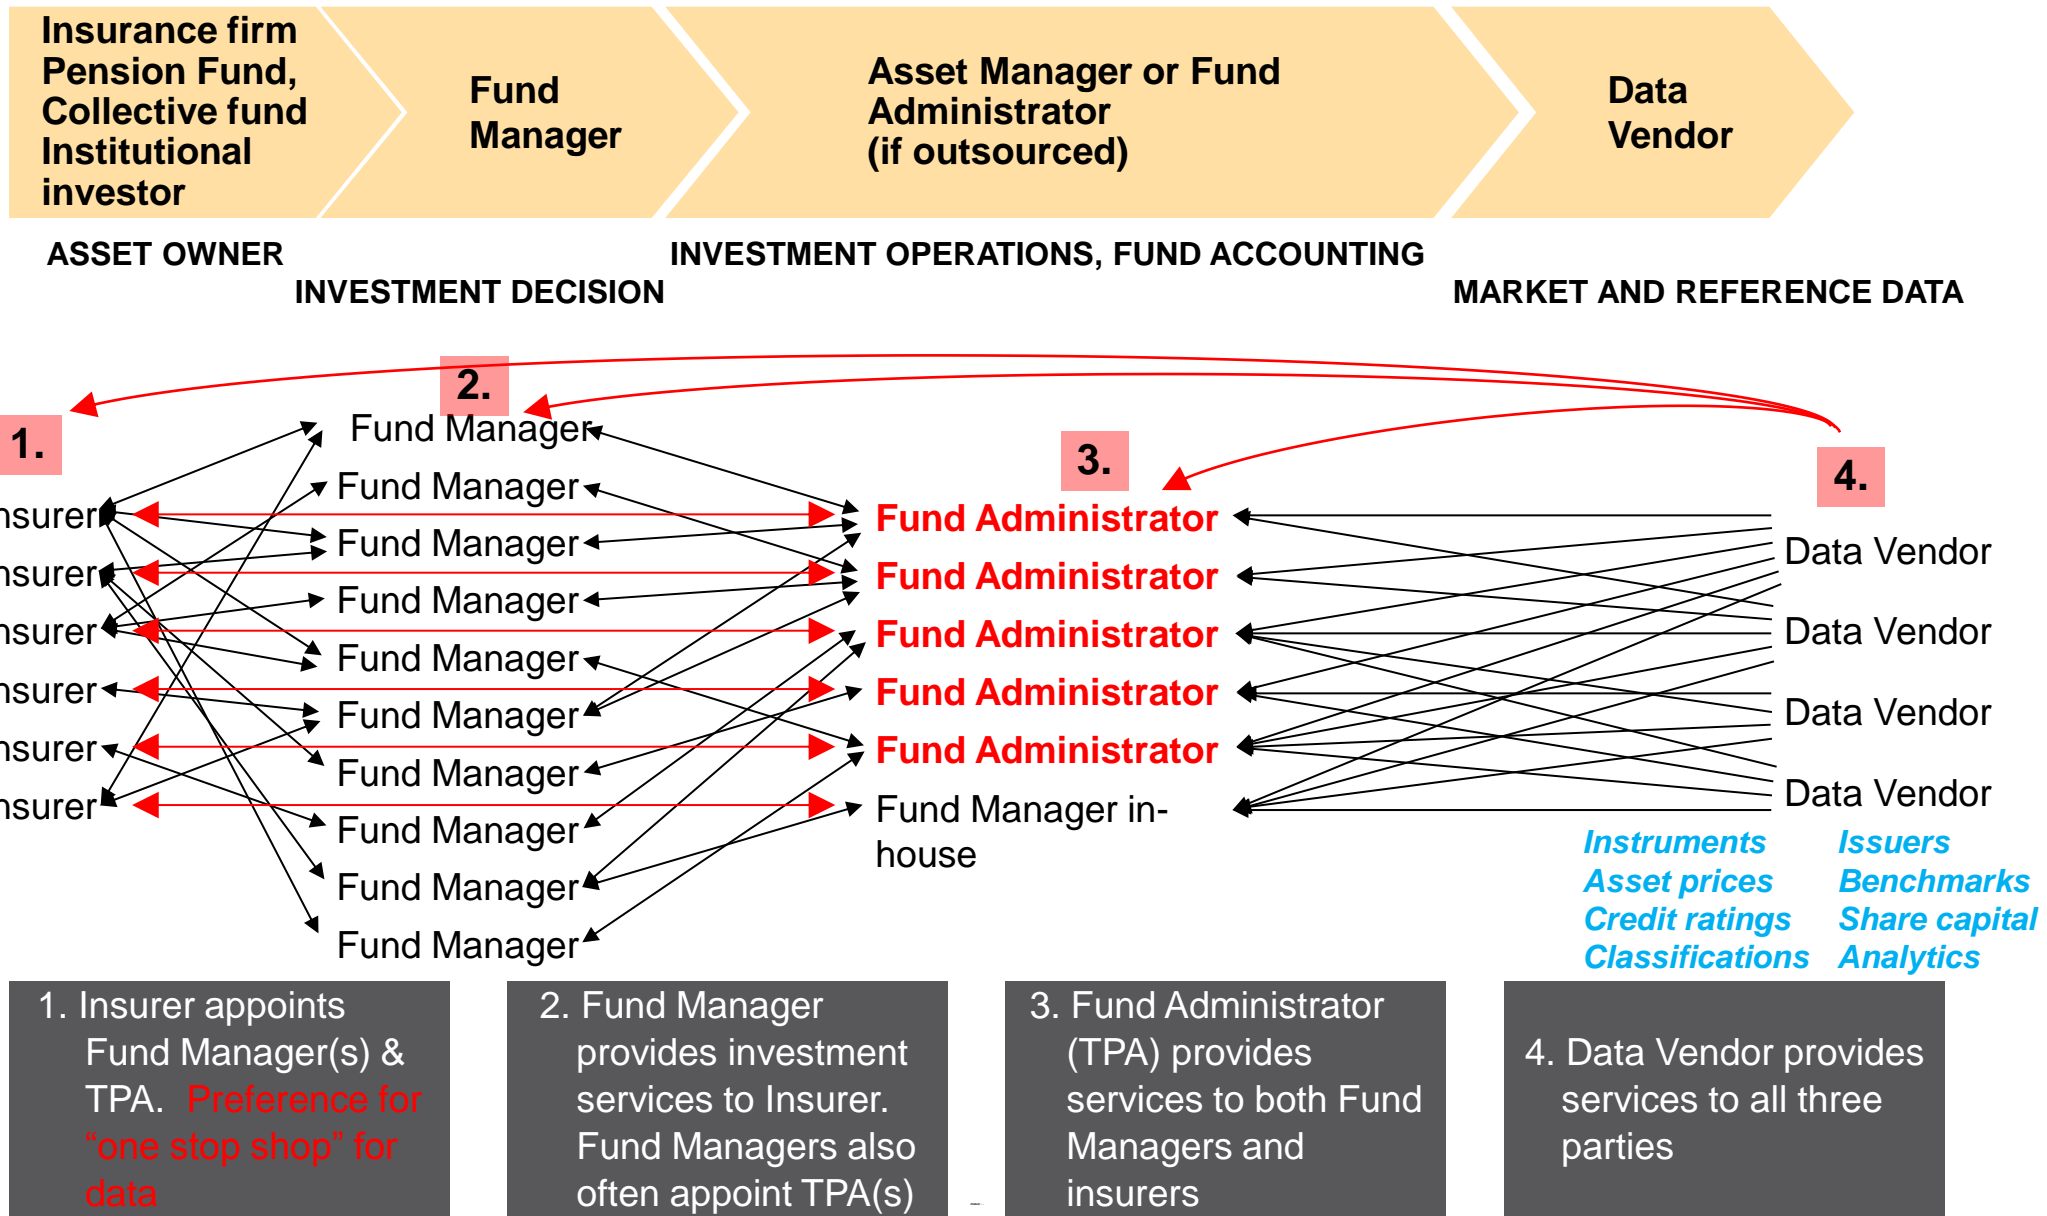 Insurance firm
Pension Fund,
Collective fund
Institutional
investor
Fund
Manager
Asset Manager or Fund
Administrator
(if outsourced)
Data
Vendor
ASSET OWNER
INVESTMENT DECISION
INVESTMENT OPERATIONS, FUND ACCOUNTING
MARKET AND REFERENCE DATA
1.
nsurer
nsurer
nsurer
nsurer
nsurer
nsurer
2.
Fund Manager
Fund Manager
Fund Manager
Fund Manager
Fund Manager
Fund Manager
Fund Manager
Fund Manager
Fund Manager
Fund Manager
3.
Fund Administrator
Fund Administrator
Fund Administrator
Fund Administrator
Fund Administrator
Fund Manager in-
house
4.
Data Vendor
Data Vendor
Data Vendor
Data Vendor
Instruments Issuers
Asset prices Benchmarks
Credit ratings Share capital
Classifications Analytics
1. Insurer appoints
Fund Manager(s) &
TPA. Preference for
“one stop shop” for
data
2. Fund Manager
provides investment
services to Insurer.
Fund Managers also
often appoint TPA(s)
3. Fund Administrator
(TPA) provides
services to both Fund
Managers and
insurers
4. Data Vendor provides
services to all three
parties